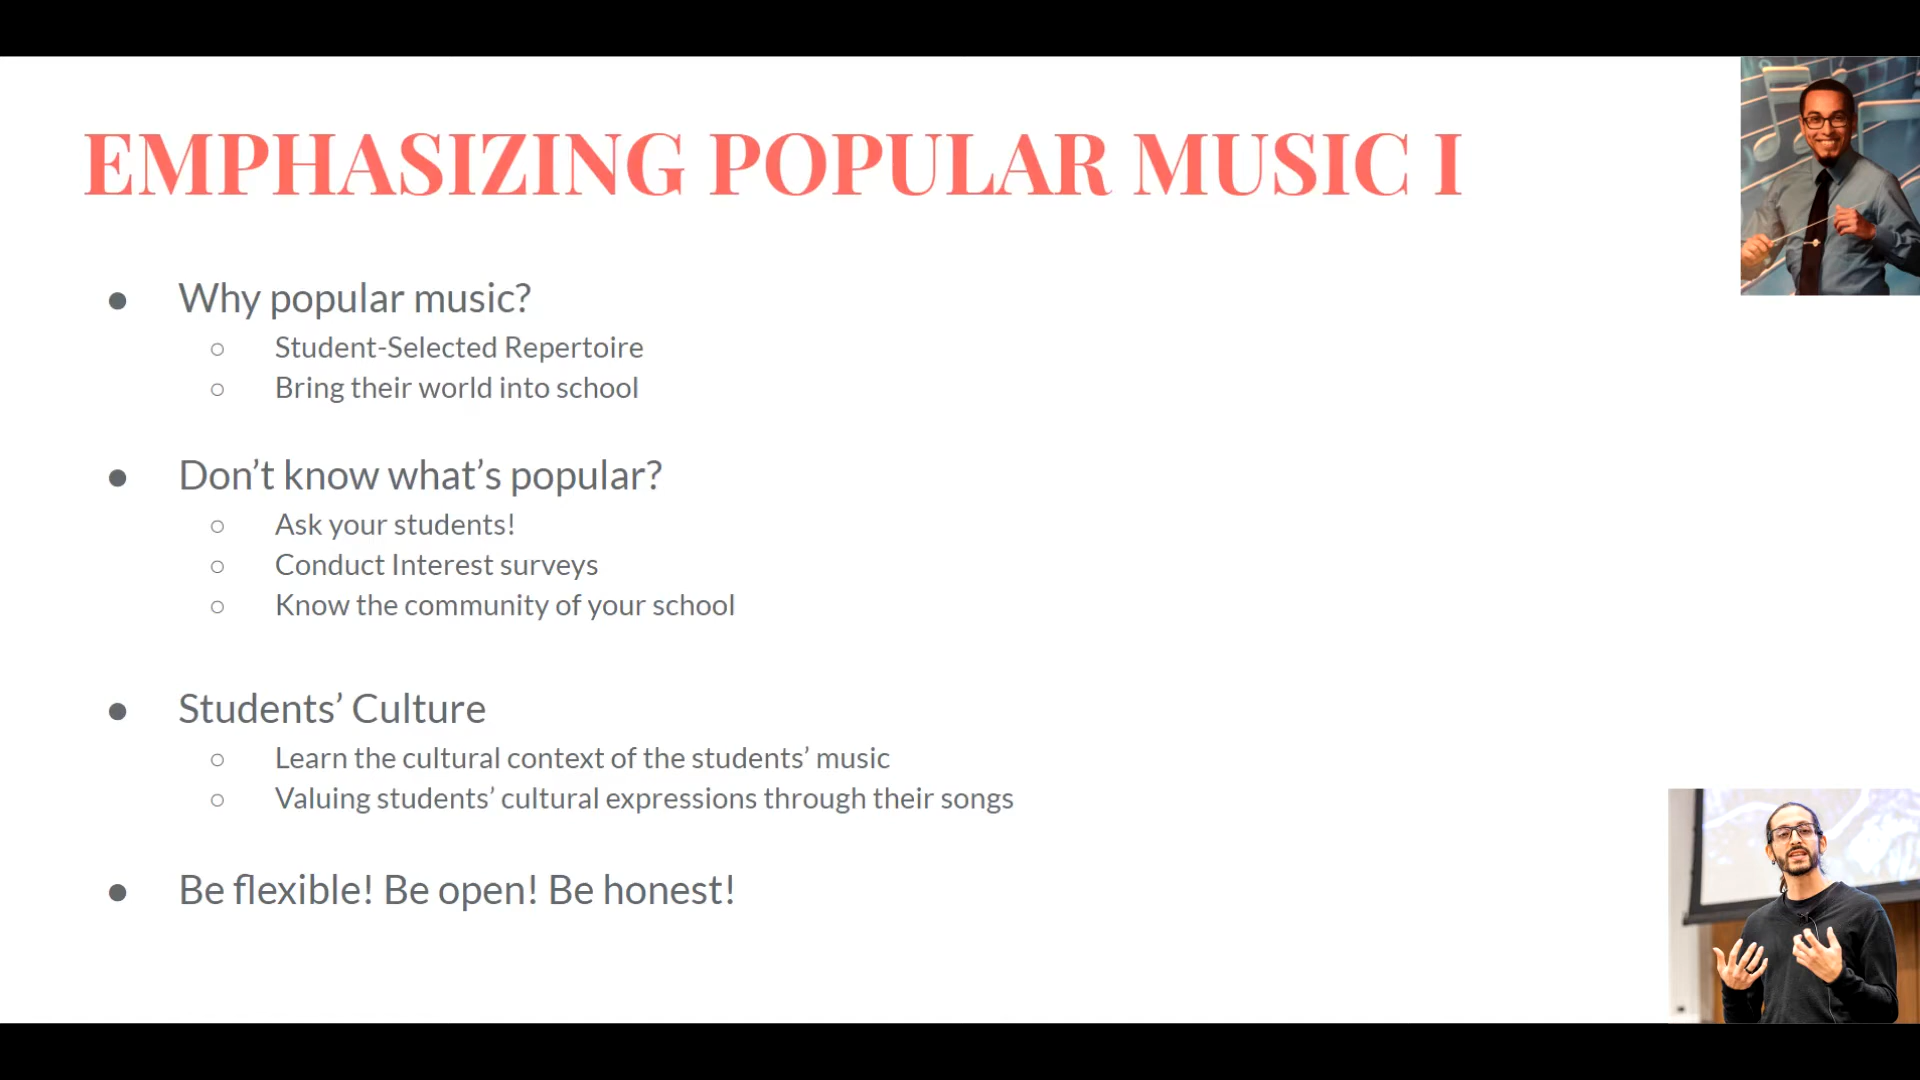 EMPHASIZING POPULAR MUSIC I
● Why popular music?
○ Student-Selected Repertoire
○ Bring their world into school
● Don’t know what’s popular?
○ Ask your students!
○ Conduct Interest surveys
○ Know the community of your school
● Students’ Culture
○ Learn the cultural context of the students’ music
○ Valuing students’ cultural expressions through their songs
● Be flexible! Be open! Be honest!